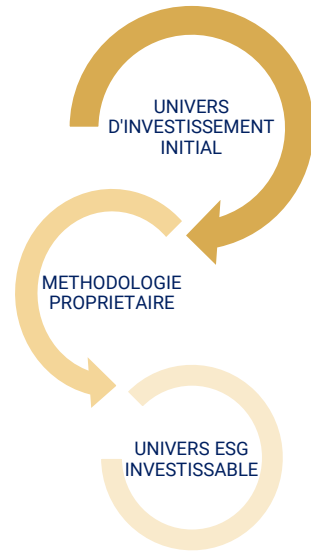 UNIVERS
D'INVESTISSEMENT
INITIAL
METHODOLOGIE
PROPRIETAIRE
UNIVERS ESG
INVESTISSABLE